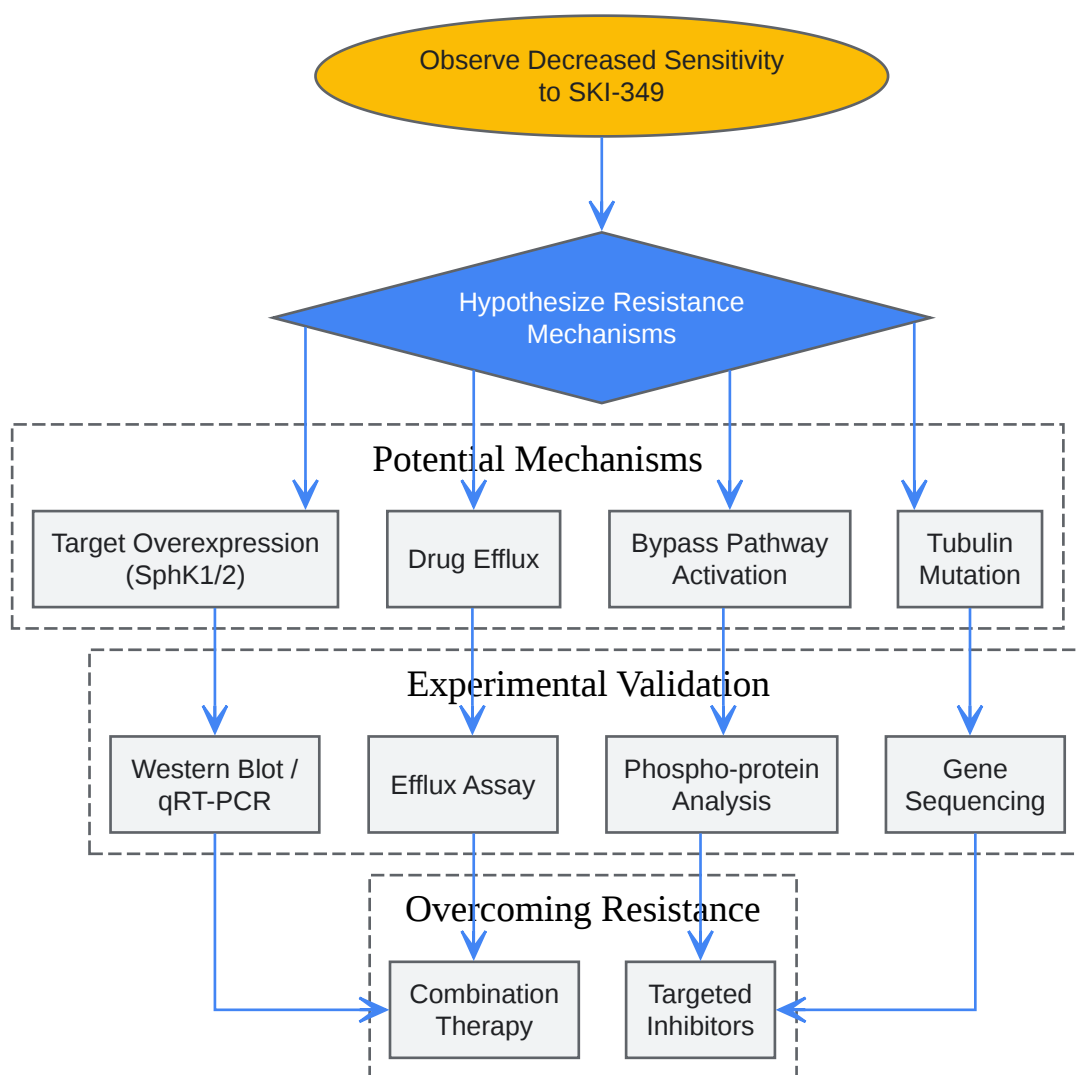 Observe Decreased Sensitivity
to SKI-349
Hypothesize Resistance
Mechanisms
Potential Mechanisms
Target Overexpression
(SphK1/2)
Drug Efflux
Bypass Pathway
Activation
Tubulin
Mutation
Experimental Validation
Western Blot /
qRT-PCR
Efflux Assay
Phospho-protein
Analysis
Gene
Sequencing
Overcoming Resistance
Combination
Therapy
Targeted
Inhibitors